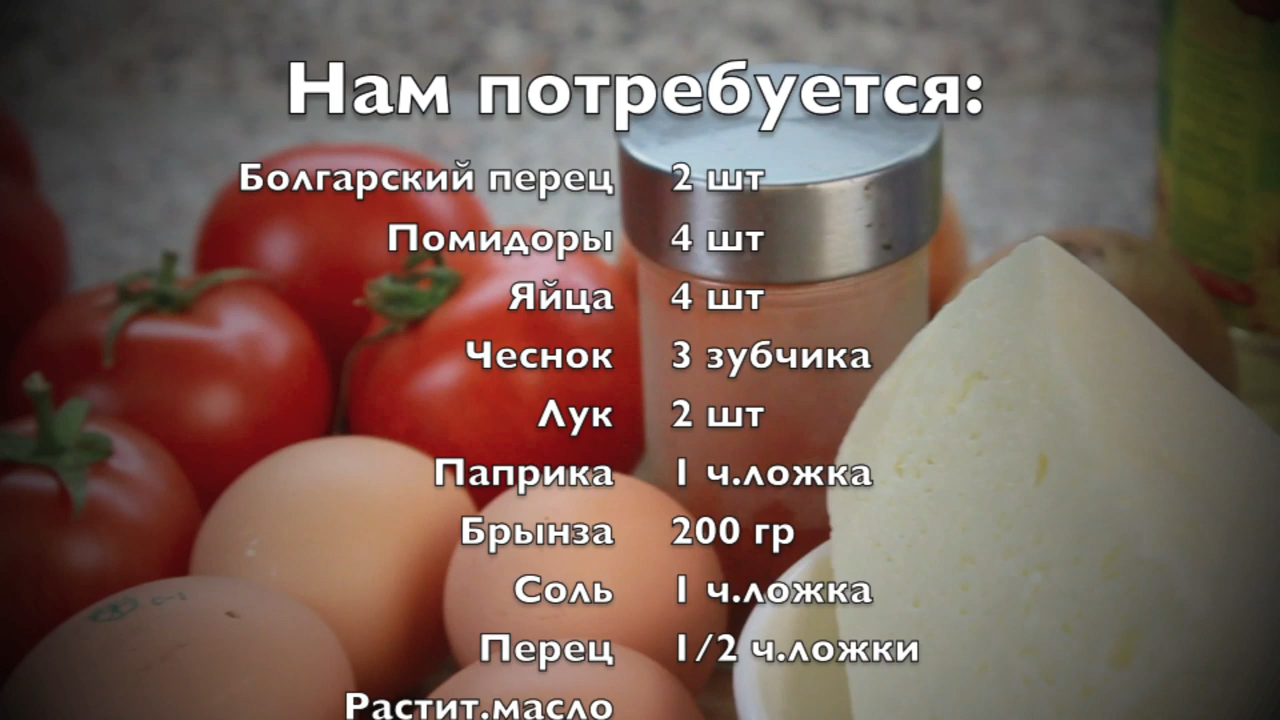 Нам потребуется:
Болгарский перец 2 шт
Помидоры 4 шт
Яйца 4 шт
Чеснок 3 зубчика
Лук 2 шт
Паприка 1 ч.ложка
Брынза 200 гр
Соль 1 ч.ложка
Перец 1/2 ч.ложки
Растит.масло